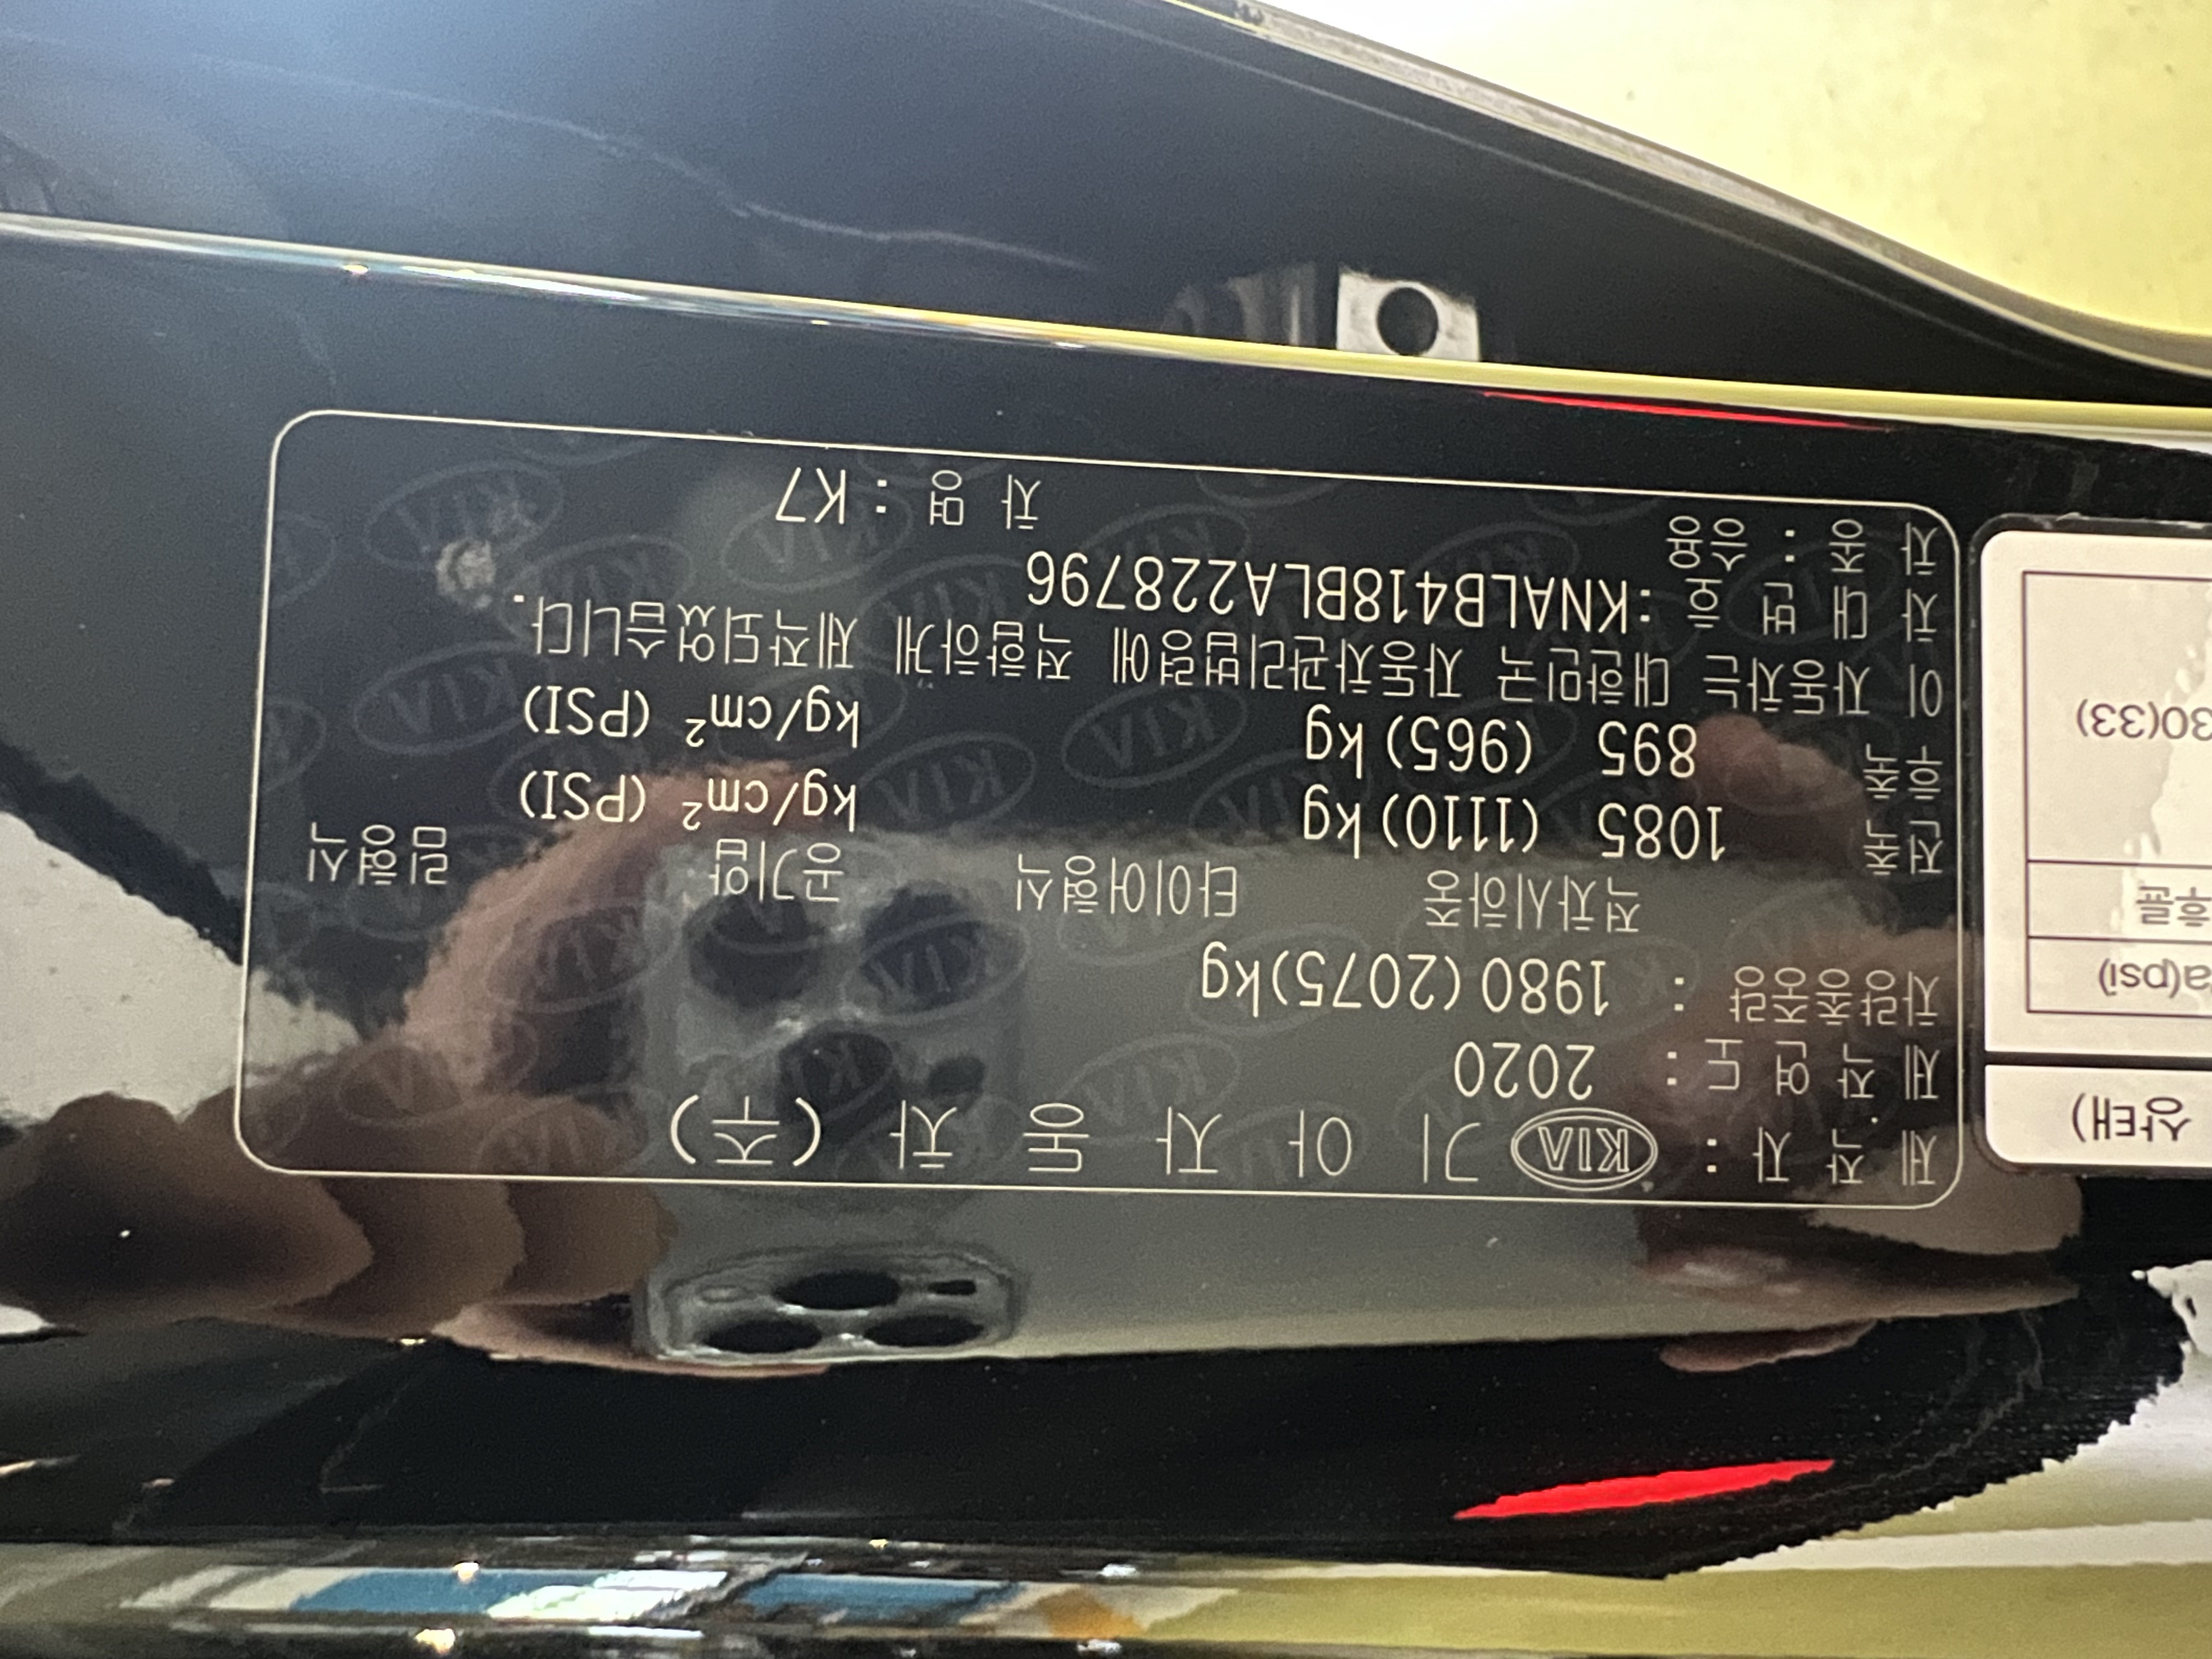 상태)
a(psi)
후륜
30(33)
제 작 자 : KIA 기 아 자 동 차 (주)
제 작 연 도 : 2020
차량총중량 : 1980 (2075)kg
적차시하중 타이어형식 공기압 림형식
전 축 1085 (1110) kg kg/cm² (PSI)
후 축 895 (965) kg kg/cm² (PSI)
이 자동차는 대한민국 자동차관리법령에 적합하게 제작되었습니다.
차 대 번 호 :KNALB418BLA228796
차 종 : 승용 차 명 : K7